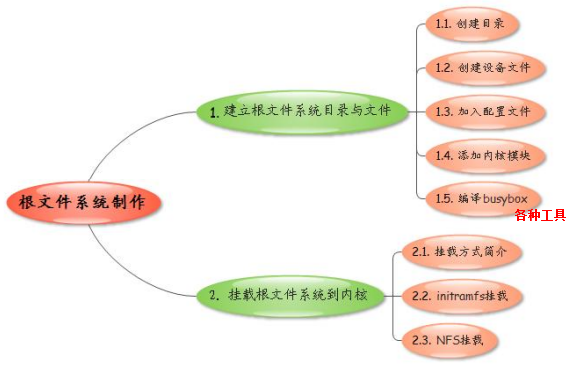 根文件系统制作
1. 建立根文件系统目录与文件
1.1. 创建目录
1.2. 创建设备文件
1.3. 加入配置文件
1.4. 添加内核模块
1.5. 编译busybox
各种工具
2. 挂载根文件系统到内核
2.1. 挂载方式简介
2.2. initramfs挂载
2.3. NFS挂载